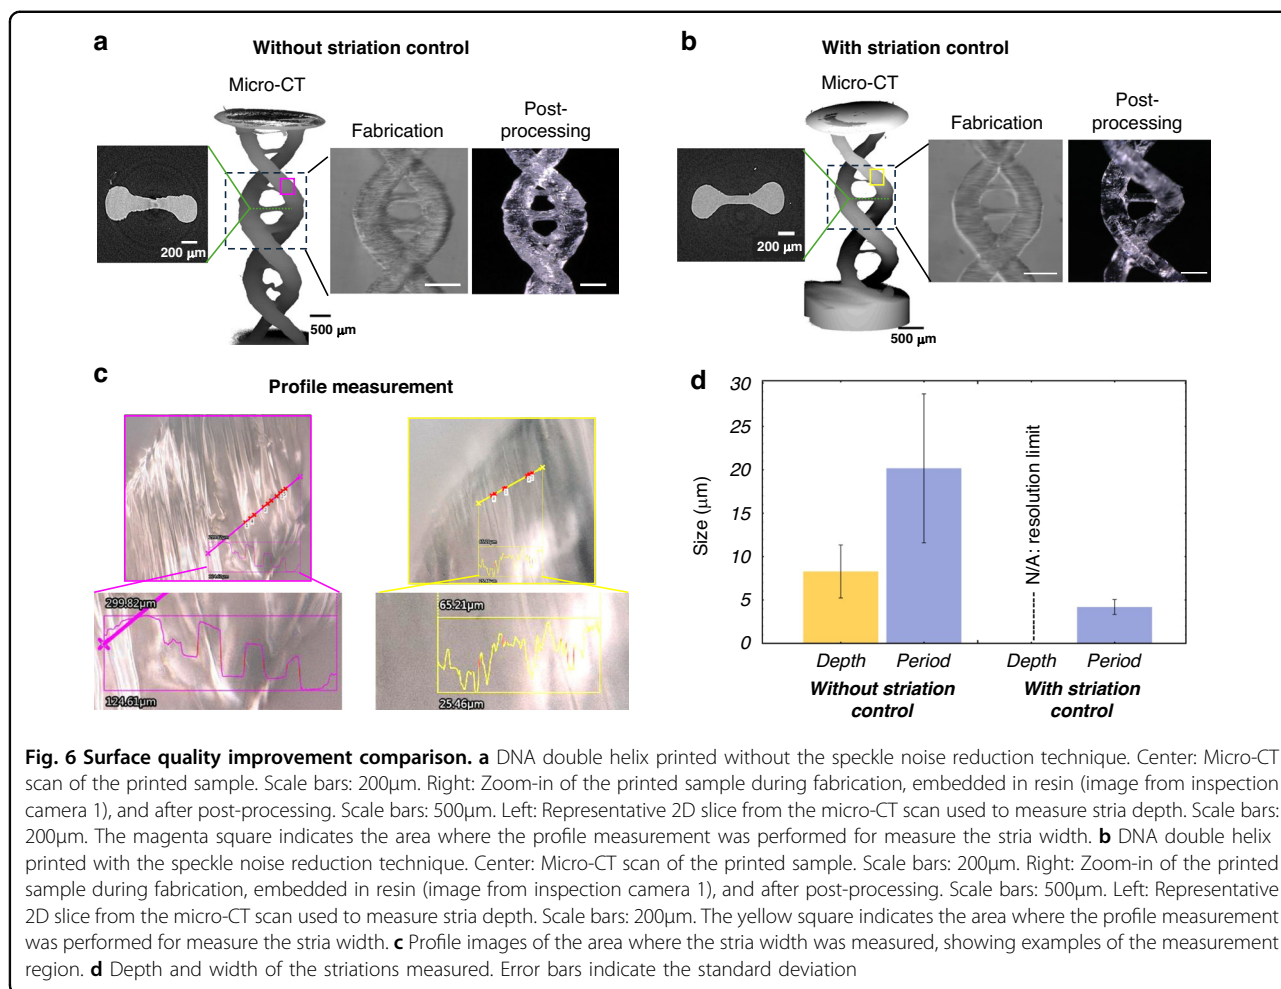 a
Without striation control
Micro-CT
Fabrication
Post-
processing
200 µm
500 µm
b
With striation control
Micro-CT
Fabrication
Post-
processing
200 µm
500 µm
c
Profile measurement
299.82µm
124.61µm
65.21µm
25.46µm
d
Size (µm)
30
25
20
15
10
5
0
N/A: resolution limit
Depth
Period
Depth
Period
Without striation
control
With striation
control
Fig. 6 Surface quality improvement comparison. a DNA double helix printed without the speckle noise reduction technique. Center: Micro-CT
scan of the printed sample. Scale bars: 200µm. Right: Zoom-in of the printed sample during fabrication, embedded in resin (image from inspection
camera 1), and after post-processing. Scale bars: 500µm. Left: Representative 2D slice from the micro-CT scan used to measure stria depth. Scale bars:
200µm. The magenta square indicates the area where the profile measurement was performed for measure the stria width. b DNA double helix
printed with the speckle noise reduction technique. Center: Micro-CT scan of the printed sample. Scale bars: 200µm. Right: Zoom-in of the printed
sample during fabrication, embedded in resin (image from inspection camera 1), and after post-processing. Scale bars: 500µm. Left: Representative
2D slice from the micro-CT scan used to measure stria depth. Scale bars: 200µm. The yellow square indicates the area where the profile measurement
was performed for measure the stria width. c Profile images of the area where the stria width was measured, showing examples of the measurement
region. d Depth and width of the striations measured. Error bars indicate the standard deviation